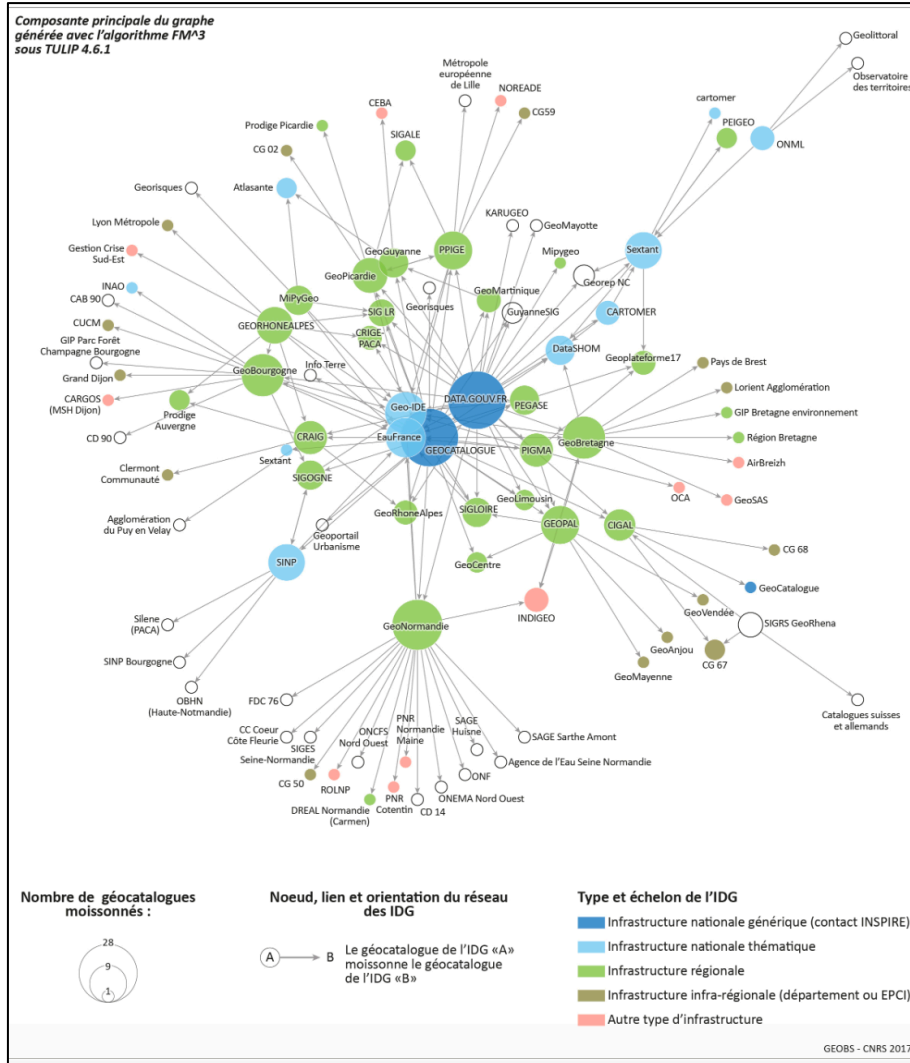 Composante principale du graphe
générée avec l'algorithme FM^3
sous TULIP 4.6.1
Geolittoral
Observatoire
des territoires
Métropole
européenne
de Lille
NOREADE
CEBA
CG59
cartomer
PEIGEO
ONML
Prodige Picardie
SIGALE
CG 02
Atlasante
Georisques
KARUGEO
GeoMayotte
Lyon Métropole
GeoGuyanne
PPIGE
Sextant
Gestion Crise
Sud-Est
GeoPicardie
Mipygeo
Georep NC
INAO
MiPyGeo
Georisques
GeoMartinique
GuyanneSIG
CAB 90
SIG LR
CARTOMER
CUCM
GEORHONEALPES
CRIGE-
PACA
DataSHOM
GIP Parc Forêt
Champagne Bourgogne
Geoplateforme17
Pays de Brest
GeoBourgogne
Info Terre
Grand Dijon
Lorient Agglomération
CARGOS
(MSH Dijon)
Prodige
Auvergne
Geo-IDE
DATA.GOUV.FR
PEGASE
GIP Bretagne environnement
CD 90
CRAIG
EauFrance
GEOCATALOGUE
PIGMA
GeoBretagne
Région Bretagne
Sextant
AirBreizh
Clermont
Communauté
SIGOGNE
OCA
GeoSAS
GeoLimousin
Agglomération
du Puy en Velay
GeoRhoneAlpes
SIGLOIRE
GEOPAL
CIGAL
Geoportail
Urbanisme
CG 68
SINP
GeoCentre
GeoCatalogue
INDIGEO
GeoVendée
Silene
(PACA)
GeoNormandie
SIGRS GeoRhena
GeoAnjou
CG 67
SINP Bourgogne
GeoMayenne
OBHN
(Haute-Notmandie)
FDC 76
Catalogues suisses
et allemands
CC Coeur
Côte Fleurie
SIGES
Seine-Normandie
ONCFS
Nord Ouest
PNR
Normandie
Maine
SAGE
Huisne
SAGE Sarthe Amont
Agence de l'Eau Seine Normandie
CG 50
ROLNP
ONF
DREAL Normandie
(Carmen)
PNR
Cotentin
CD 14
ONEMA Nord Ouest
Nombre de géocatalogues
moissonnés :
28
9
1
Noeud, lien et orientation du réseau
des IDG
A
B
Le géocatalogue de l'IDG «A»
moissonne le géocatalogue
de l'IDG «B»
Type et échelon de l'IDG
Infrastructure nationale générique (contact INSPIRE)
Infrastructure nationale thématique
Infrastructure régionale
Infrastructure infra-régionale (département ou EPCI)
Autre type d'infrastructure
GEOBS - CNRS 2017